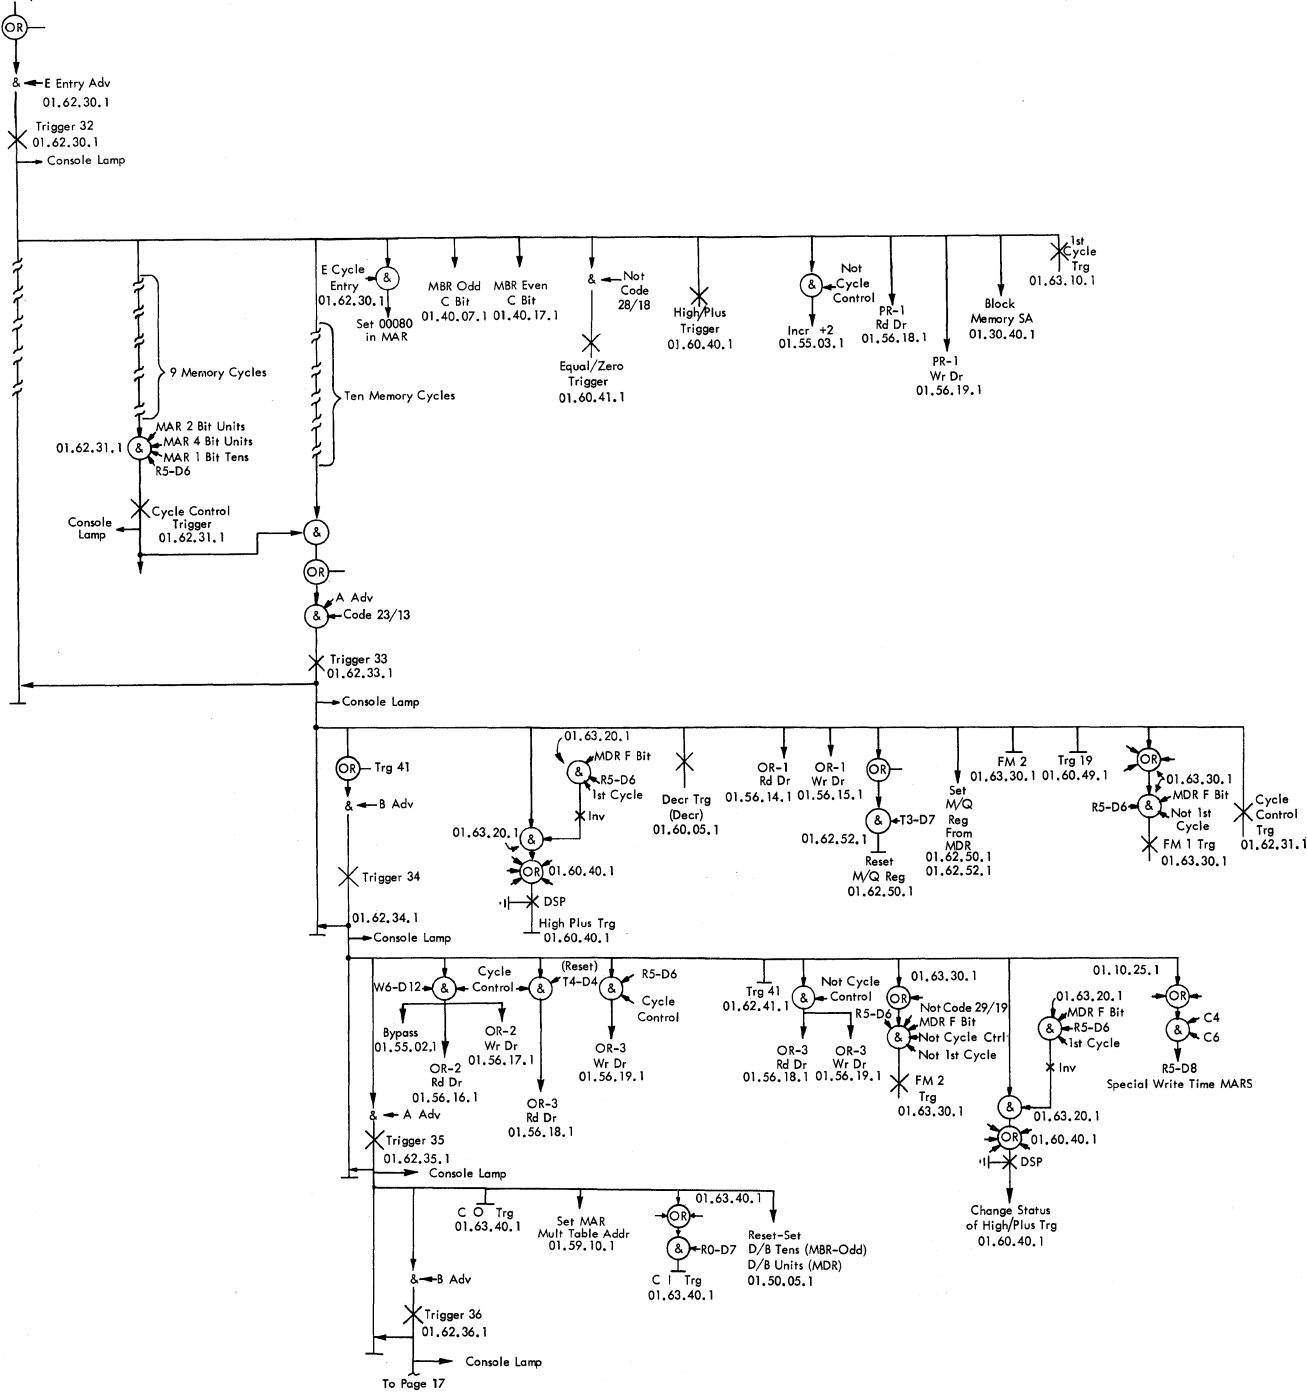 OR
& E Entry Adv
01.62.30.1
Trigger 32
01.62.30.1
Console Lamp
E Cycle
Entry
01.62.30.1
&
Set 00080
in MAR
MBR Odd
C Bit
01.40.07.1
MBR Even
C Bit
01.40.17.1
&
Not
Code
28/18
Equal/Zero
Trigger
01.60.41.1
High/Plus
Trigger
01.60.40.1
&
Not
Cycle
Control
Incr +2
01.55.03.1
PR-1
Rd Dr
01.56.18.1
PR-1
Wr Dr
01.56.19.1
Block
Memory SA
01.30.40.1
1st
Cycle
Trg
01.63.10.1
9 Memory Cycles
Ten Memory Cycles
01.62.31.1
&
MAR 2 Bit Units
MAR 4 Bit Units
MAR 1 Bit Tens
R5-D6
Cycle Control
Trigger
01.62.31.1
Console
Lamp
&
OR
&
A Adv
Code 23/13
Trigger 33
01.62.33.1
Console Lamp
OR
Trg 41
& B Adv
Trigger 34
01.62.34.1
Console Lamp
01.63.20.1
&
MDR F Bit
R5-D6
1st Cycle
Inv
01.63.20.1
&
OR
01.60.40.1
DSP
High Plus Trg
01.60.40.1
Decr Trg
(Decr)
01.60.05.1
OR-1
Rd Dr
01.56.14.1
OR-1
Wr Dr
01.56.15.1
OR
&
T3-D7
01.62.52.1
Reset
M/Q Reg
01.62.50.1
Set
M/Q
Reg
From
MDR
01.62.50.1
01.62.52.1
FM 2
01.63.30.1
Trg 19
01.60.49.1
OR
01.63.30.1
MDR F Bit
R5-D6
&
Not 1st
Cycle
FM 1 Trg
01.63.30.1
Cycle
Control
Trg
01.62.31.1
W6-D12
&
Cycle
Control
Bypass
01.55.02.1
OR-2
Rd Dr
01.56.16.1
OR-2
Wr Dr
01.56.17.1
(Reset)
T4-D4
&
OR-3
Rd Dr
01.56.18.1
&
R5-D6
Cycle
Control
OR-3
Wr Dr
01.56.19.1
Trg 41
01.62.41.1
&
Not Cycle
Control
OR-3
Rd Dr
01.56.18.1
OR-3
Wr Dr
01.56.19.1
01.63.30.1
OR
R5-D6
&
Not Code 29/19
MDR F Bit
Not Cycle Ctrl
Not 1st Cycle
FM 2
Trg
01.63.30.1
01.63.20.1
MDR F Bit
&
R5-D6
1st Cycle
Inv
&
01.63.20.1
OR
01.60.40.1
DSP
Change Status
of High/Plus Trg
01.60.40.1
01.10.25.1
OR
&
C4
C6
R5-D8
Special Write Time MARS
& A Adv
Trigger 35
01.62.35.1
Console Lamp
C O Trg
01.63.40.1
Set MAR
Mult Table Addr
01.59.10.1
01.63.40.1
OR
&
R0-D7
C I Trg
01.63.40.1
Reset-Set
D/B Tens (MBR-Odd)
D/B Units (MDR)
01.50.05.1
& B Adv
Trigger 36
01.62.36.1
Console Lamp
To Page 17